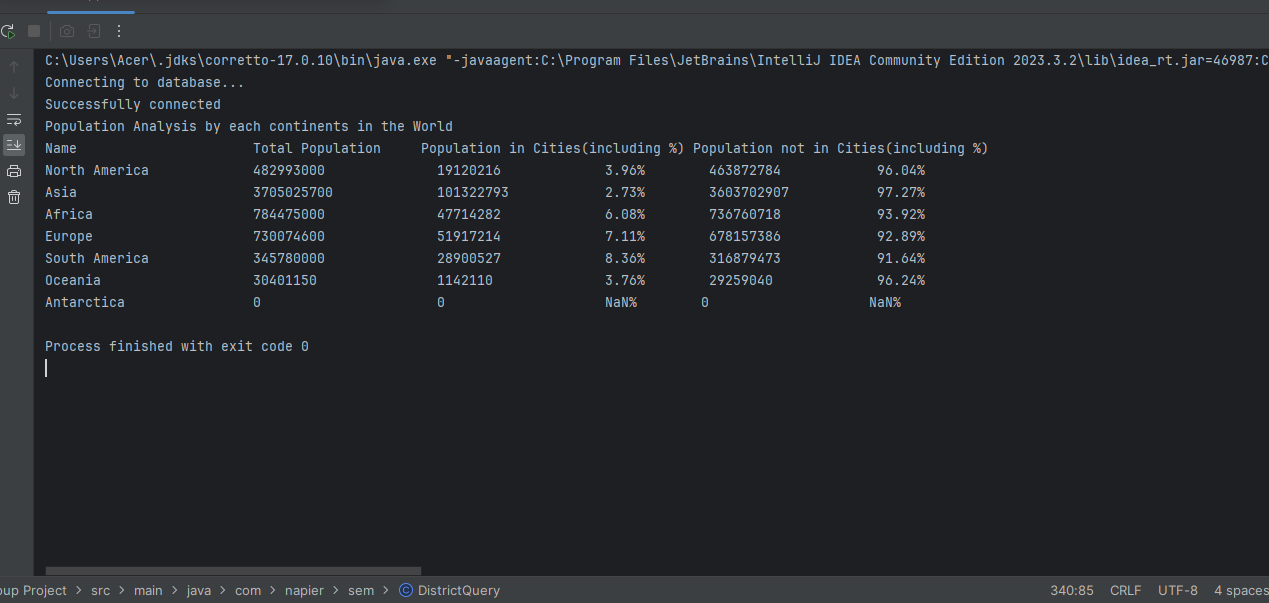 C:\Users\Acer\.jdks\corretto-17.0.10\bin\java.exe "-javaagent:C:\Program Files\JetBrains\IntelliJ IDEA Community Edition 2023.3.2\lib\idea_rt.jar=46987:C
Connecting to database...
Successfully connected
Population Analysis by each continents in the World
Name Total Population Population in Cities(including %) Population not in Cities(including %)
North America 482993000 19120216 3.96% 463872784 96.04%
Asia 3705025700 101322793 2.73% 3603702907 97.27%
Africa 784475000 47714282 6.08% 736760718 93.92%
Europe 730074600 51917214 7.11% 678157386 92.89%
South America 345780000 28900527 8.36% 316879473 91.64%
Oceania 30401150 1142110 3.76% 29259040 96.24%
Antarctica 0 0 NaN% 0 NaN%
Process finished with exit code 0
oup Project > src > main > java > com > napier > sem > DistrictQuery 340:85 CRLF UTF-8 4 spaces